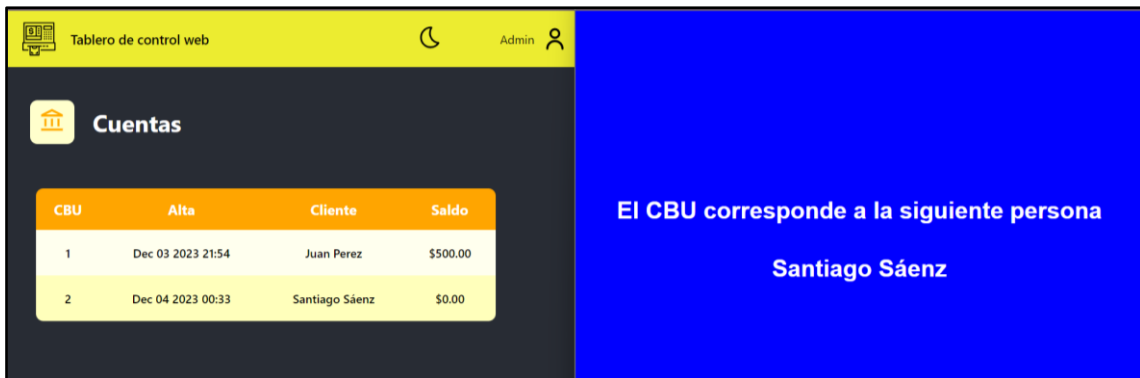 Tablero de control web
Admin
Cuentas
CBU Alta Cliente Saldo
1 Dec 03 2023 21:54 Juan Perez $500.00
2 Dec 04 2023 00:33 Santiago Sáenz $0.00
El CBU corresponde a la siguiente persona
Santiago Sáenz